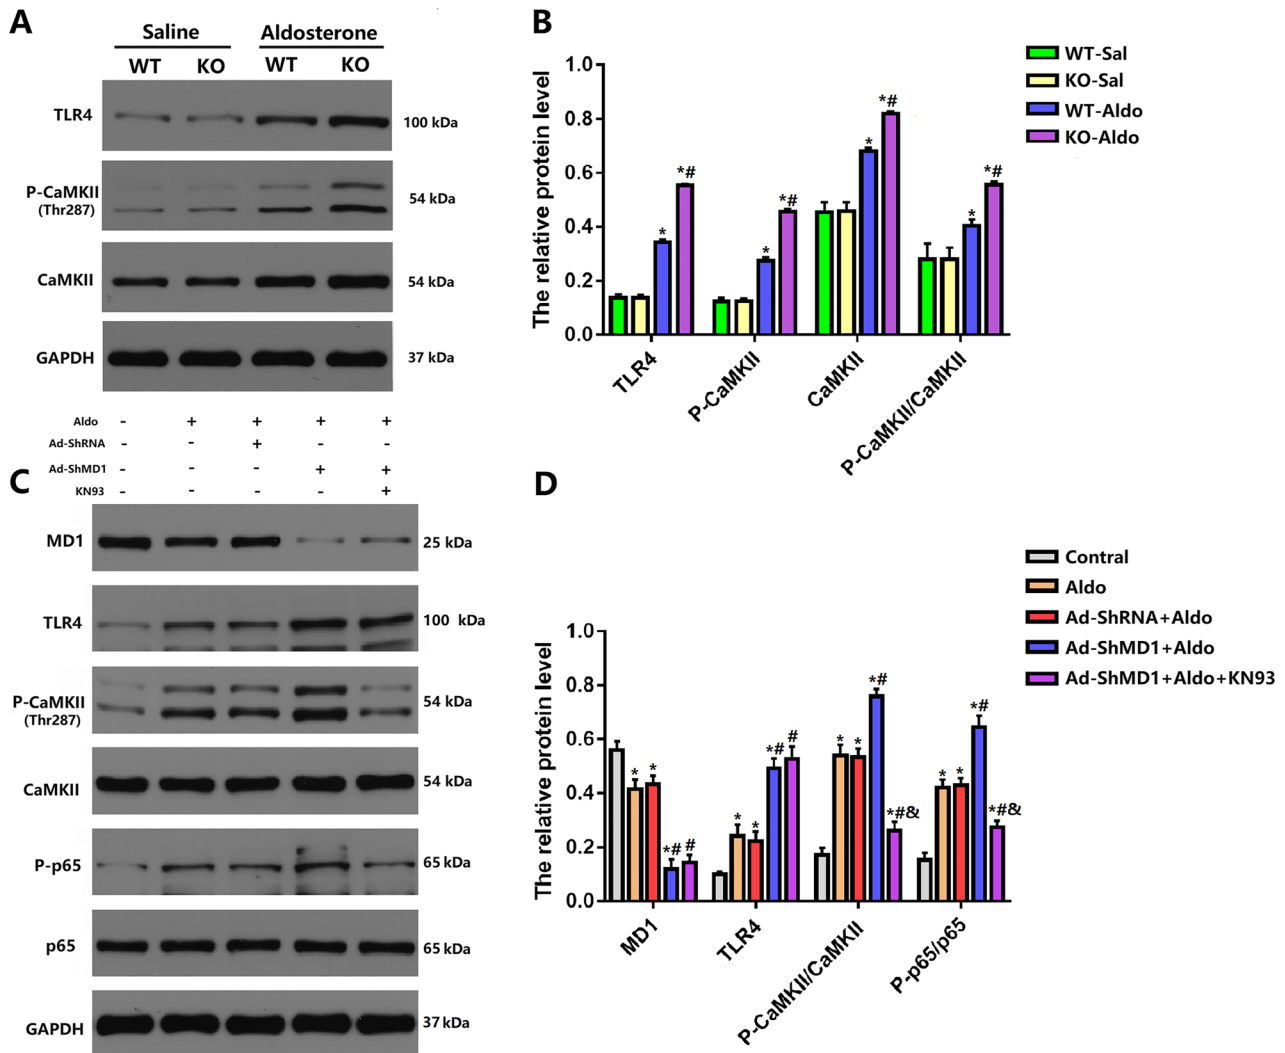 A
Saline Aldosterone
WT KO WT KO
TLR4 100 kDa
P-CaMKII
(Thr287) 54 kDa
CaMKII 54 kDa
GAPDH 37 kDa
B
The relative protein level
1.0
0.8
0.6
0.4
0.2
0.0
* *# * *# * *# * *#
TLR4 P-CaMKII CaMKII P-CaMKII/CaMKII
WT-Sal
KO-Sal
WT-Aldo
KO-Aldo
C
Aldo - + + + +
Ad-ShRNA - - + - -
Ad-ShMD1 - - - + +
KN93 - - - - +
MD1 25 kDa
TLR4 100 kDa
P-CaMKII
(Thr287) 54 kDa
CaMKII 54 kDa
P-p65 65 kDa
p65 65 kDa
GAPDH 37 kDa
D
The relative protein level
1.0
0.8
0.6
0.4
0.2
0.0
* * *# # * * *# # * * *# *#& * * *# *#&
MD1 TLR4 P-CaMKII/CaMKII P-p65/p65
Contral
Aldo
Ad-ShRNA+Aldo
Ad-ShMD1+Aldo
Ad-ShMD1+Aldo+KN93